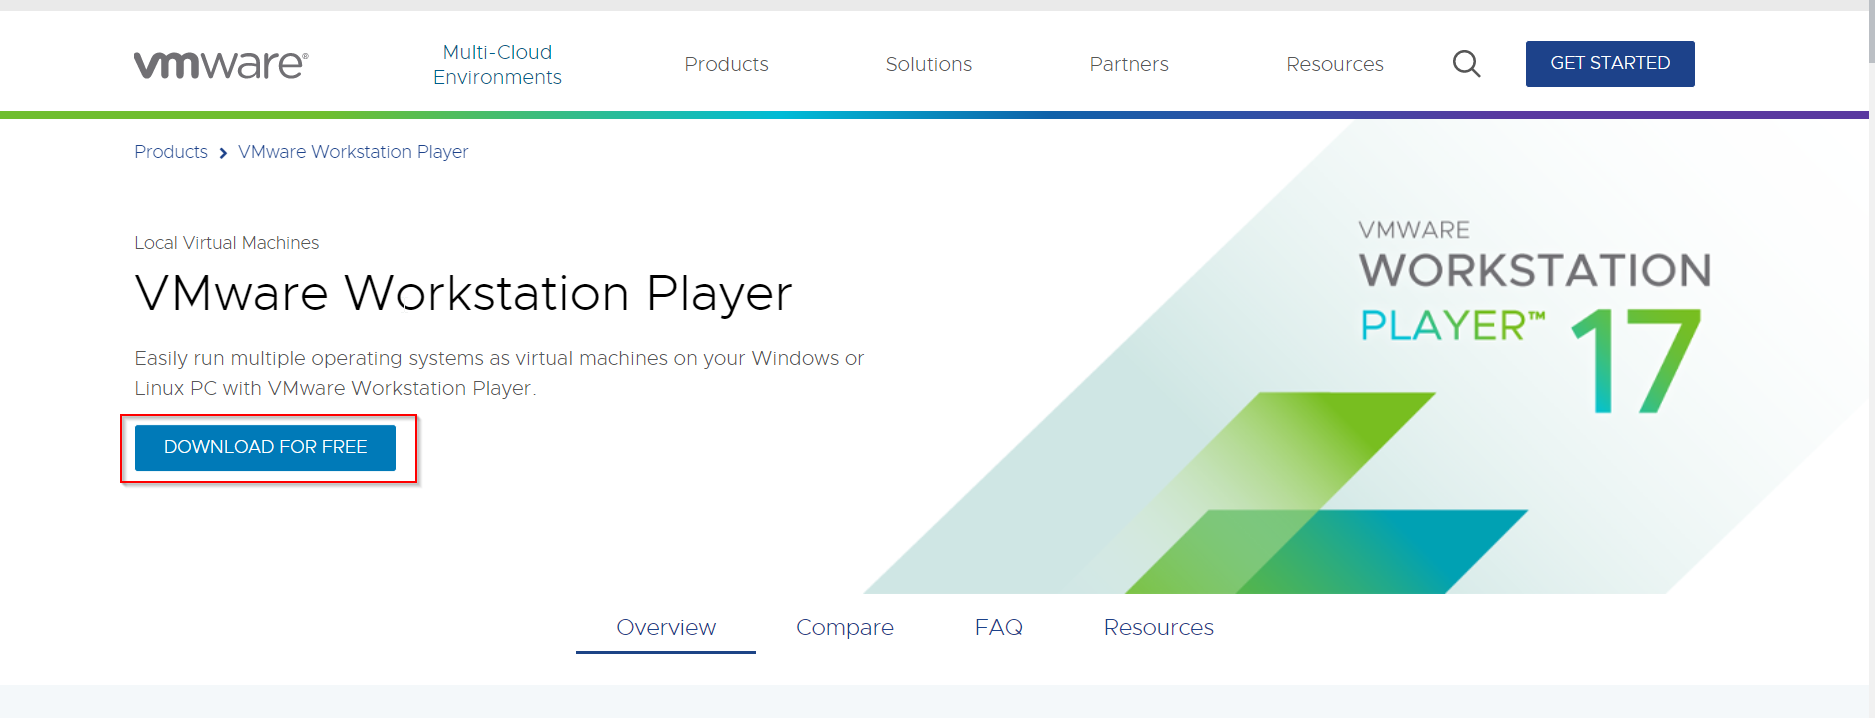 vmware®
Multi-Cloud
Environments
Products
Solutions
Partners
Resources
GET STARTED
Products > VMware Workstation Player
Local Virtual Machines
VMware Workstation Player
Easily run multiple operating systems as virtual machines on your Windows or
Linux PC with VMware Workstation Player.
DOWNLOAD FOR FREE
VMWARE
WORKSTATION
PLAYER™ 17
Overview
Compare
FAQ
Resources